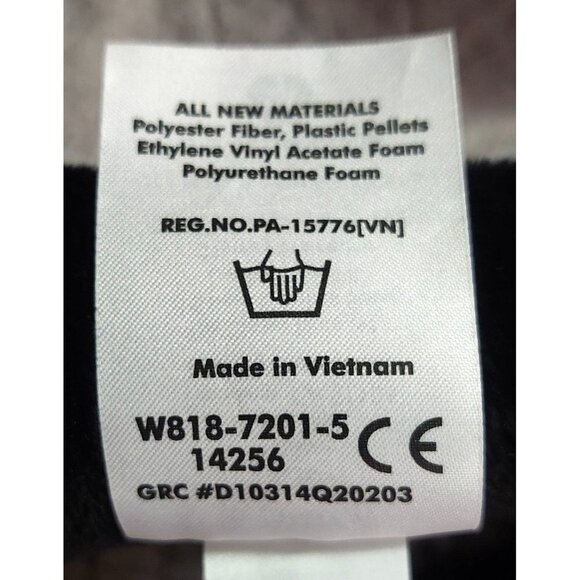 ALL NEW MATERIALS
Polyester Fiber, Plastic Pellets
Ethylene Vinyl Acetate Foam
Polyurethane Foam
REG.NO.PA-15776[VN]
Made in Vietnam
W818-7201-5
14256
CE
GRC #D10314Q20203